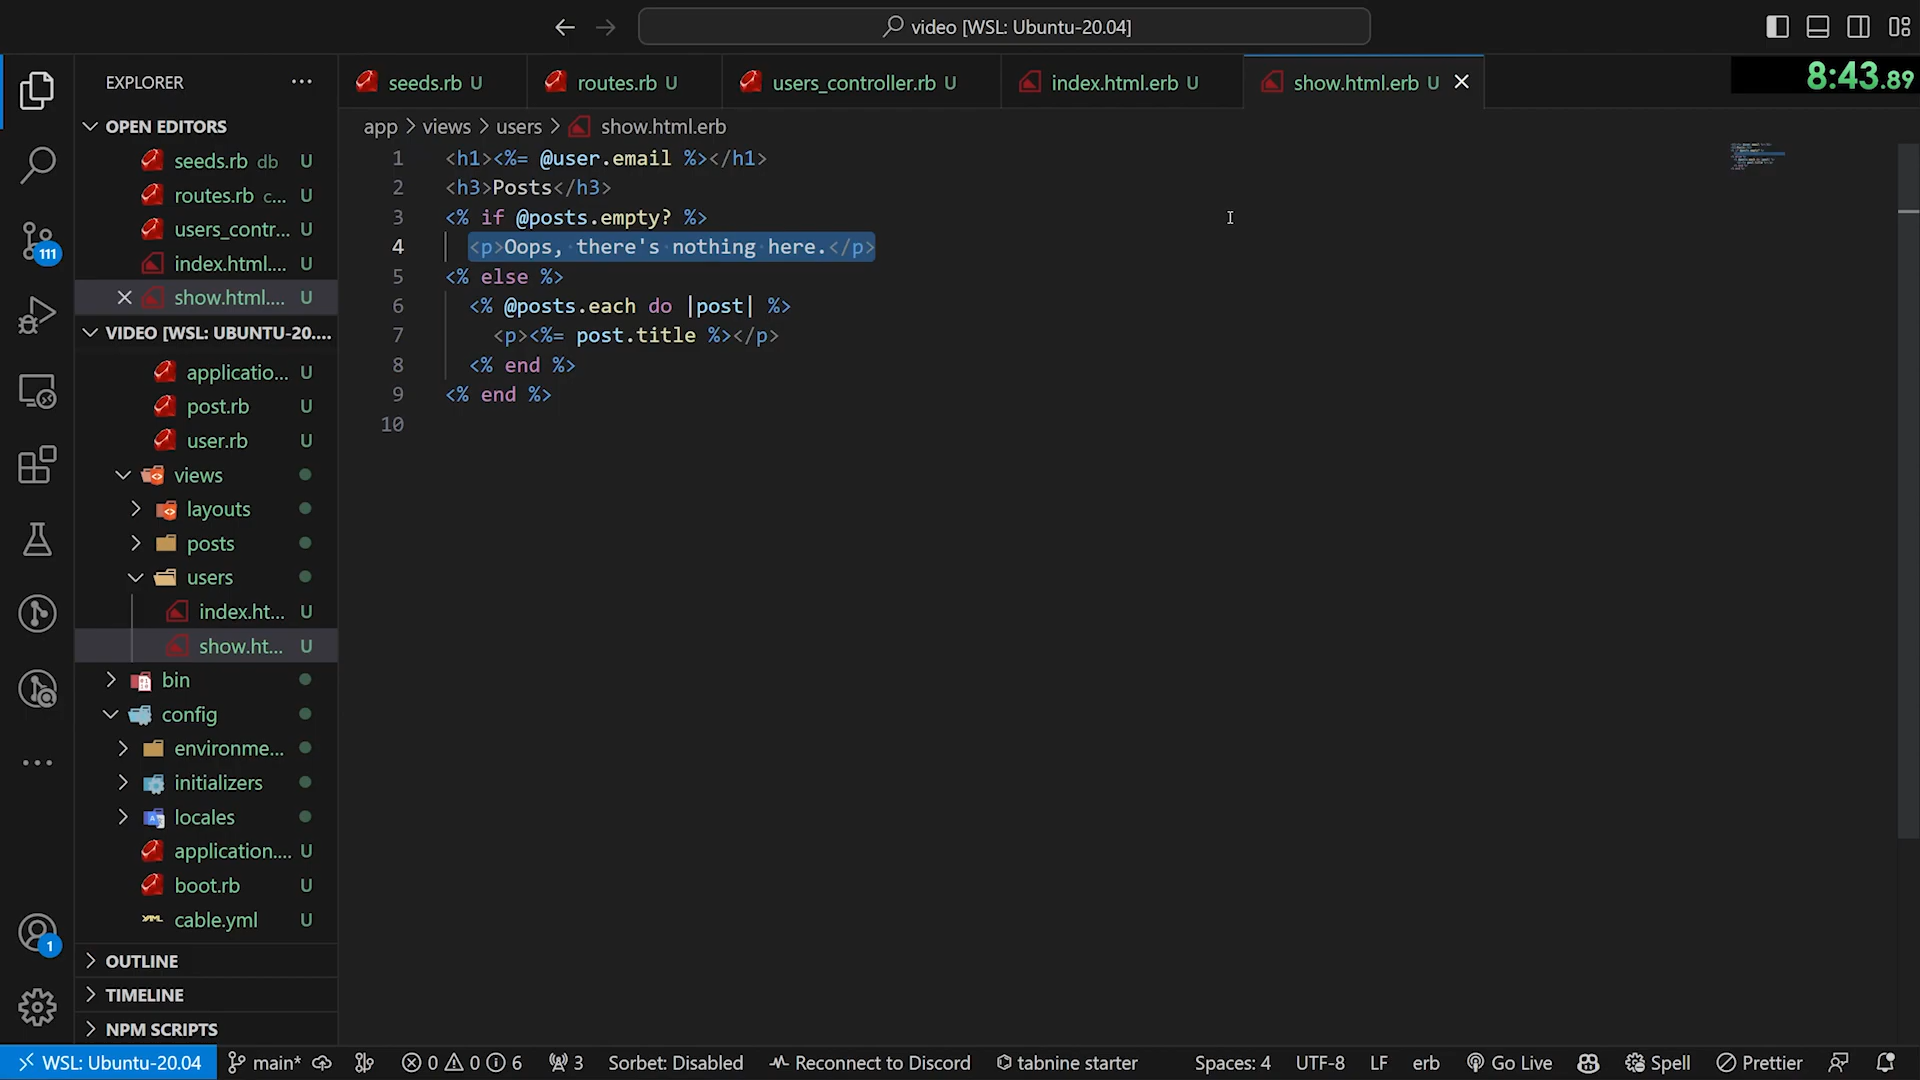 video [WSL: Ubuntu-20.04]
EXPLORER
seeds.rb U
routes.rb U
users_controller.rb U
index.html.erb U
show.html.erb U
8:43.89
OPEN EDITORS
seeds.rb db U
routes.rb c... U
users_contr... U
index.html.... U
show.html.... U
VIDEO [WSL: UBUNTU-20....
applicatio... U
post.rb U
user.rb U
views
layouts
posts
users
index.ht... U
show.ht... U
bin
config
environme... 
initializers
locales
application.... U
boot.rb U
cable.yml U
OUTLINE
TIMELINE
NPM SCRIPTS
111
1
app > views > users > show.html.erb
1 <h1><%= @user.email %></h1>
2 <h3>Posts</h3>
3 <% if @posts.empty? %>
4 <p>Oops, there's nothing here.</p>
5 <% else %>
6 <% @posts.each do |post| %>
7 <p><%= post.title %></p>
8 <% end %>
9 <% end %>
10
WSL: Ubuntu-20.04 main* 0 0 6 3 Sorbet: Disabled Reconnect to Discord tabnine starter Spaces: 4 UTF-8 LF erb Go Live Spell Prettier